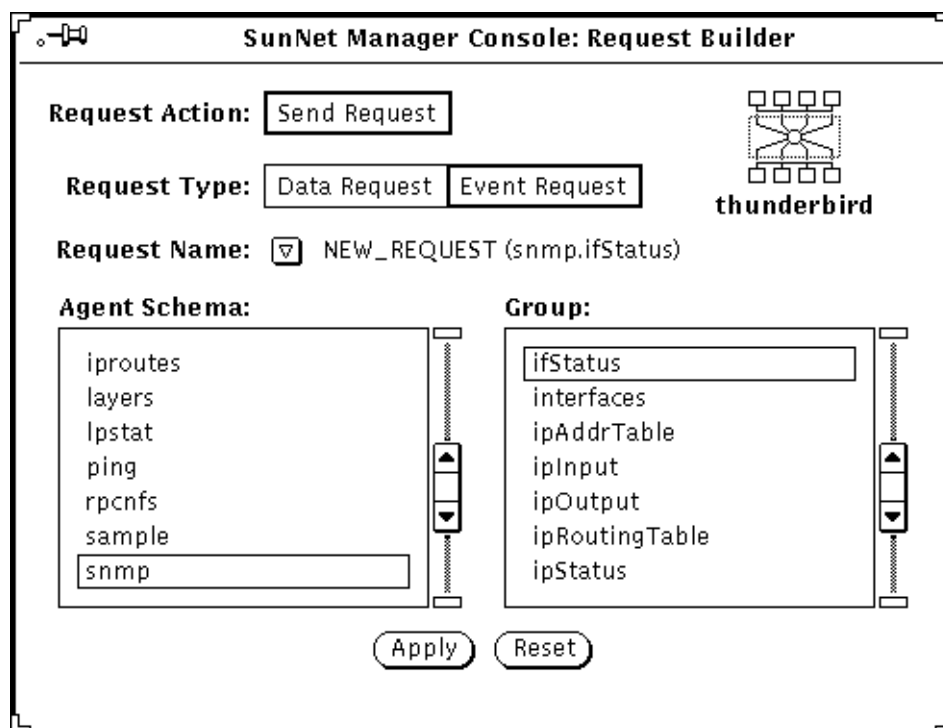 SunNet Manager Console: Request Builder
Request Action: Send Request
Request Type: Data Request Event Request
thunderbird
Request Name: NEW_REQUEST (snmp.ifStatus)
Agent Schema:
iproutes
layers
lpstat
ping
rpcnfs
sample
snmp
Group:
ifStatus
interfaces
ipAddrTable
ipInput
ipOutput
ipRoutingTable
ipStatus
Apply Reset